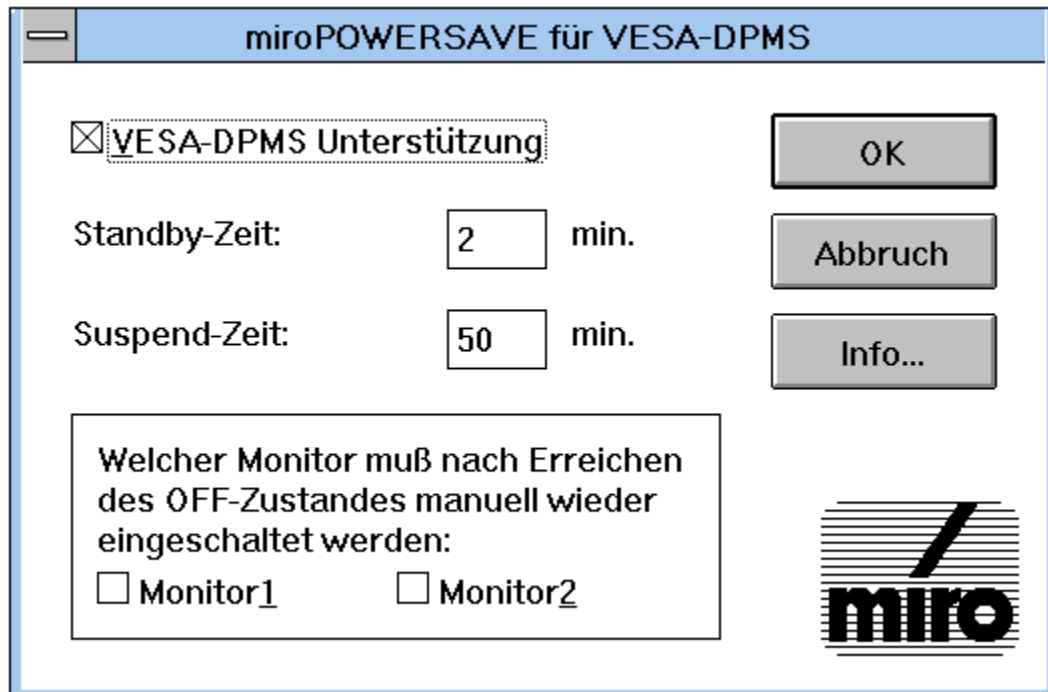 miroPOWERSAVE für VESA-DPMS
VESA-DPMS Unterstützung
OK
Standby-Zeit: 2 min.
Abbruch
Suspend-Zeit: 50 min.
Info...
Welcher Monitor muß nach Erreichen
des OFF-Zustandes manuell wieder
eingeschaltet werden:
Monitor1 Monitor2
miro